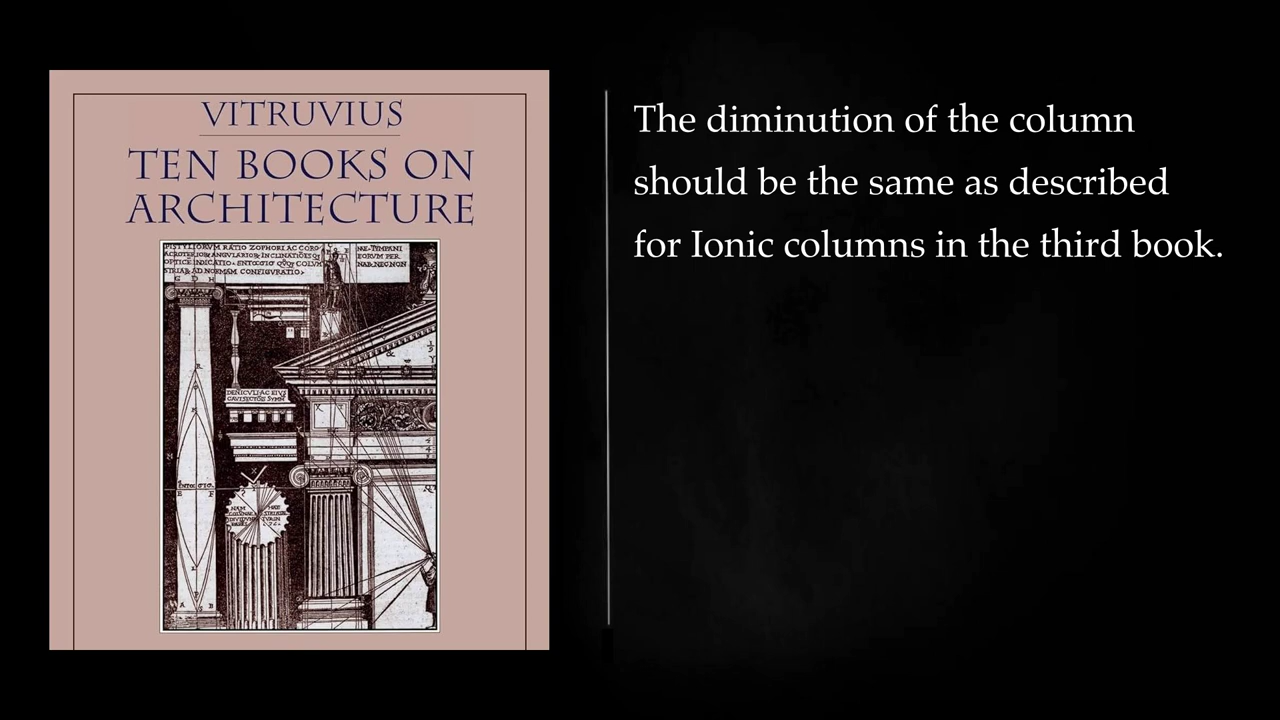 VITRUVIUS
TEN BOOKS ON
ARCHITECTURE
The diminution of the column
should be the same as described
for Ionic columns in the third book.